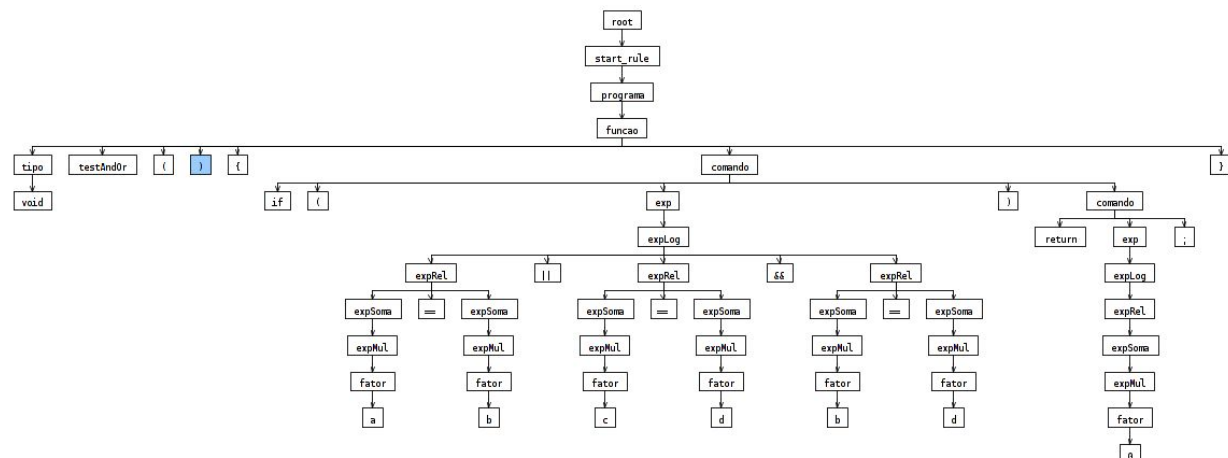 root
start_rule
programa
funcao
tipo testAndOr ( ) { comando }
void if ( exp ) comando
expLog return exp ;
expRel || expRel && expRel expLog
expSoma == expSoma expSoma == expSoma expSoma == expSoma expRel
expMul expMul expMul expMul expMul expMul expSoma
fator fator fator fator fator fator expMul
a b c d b d fator
0